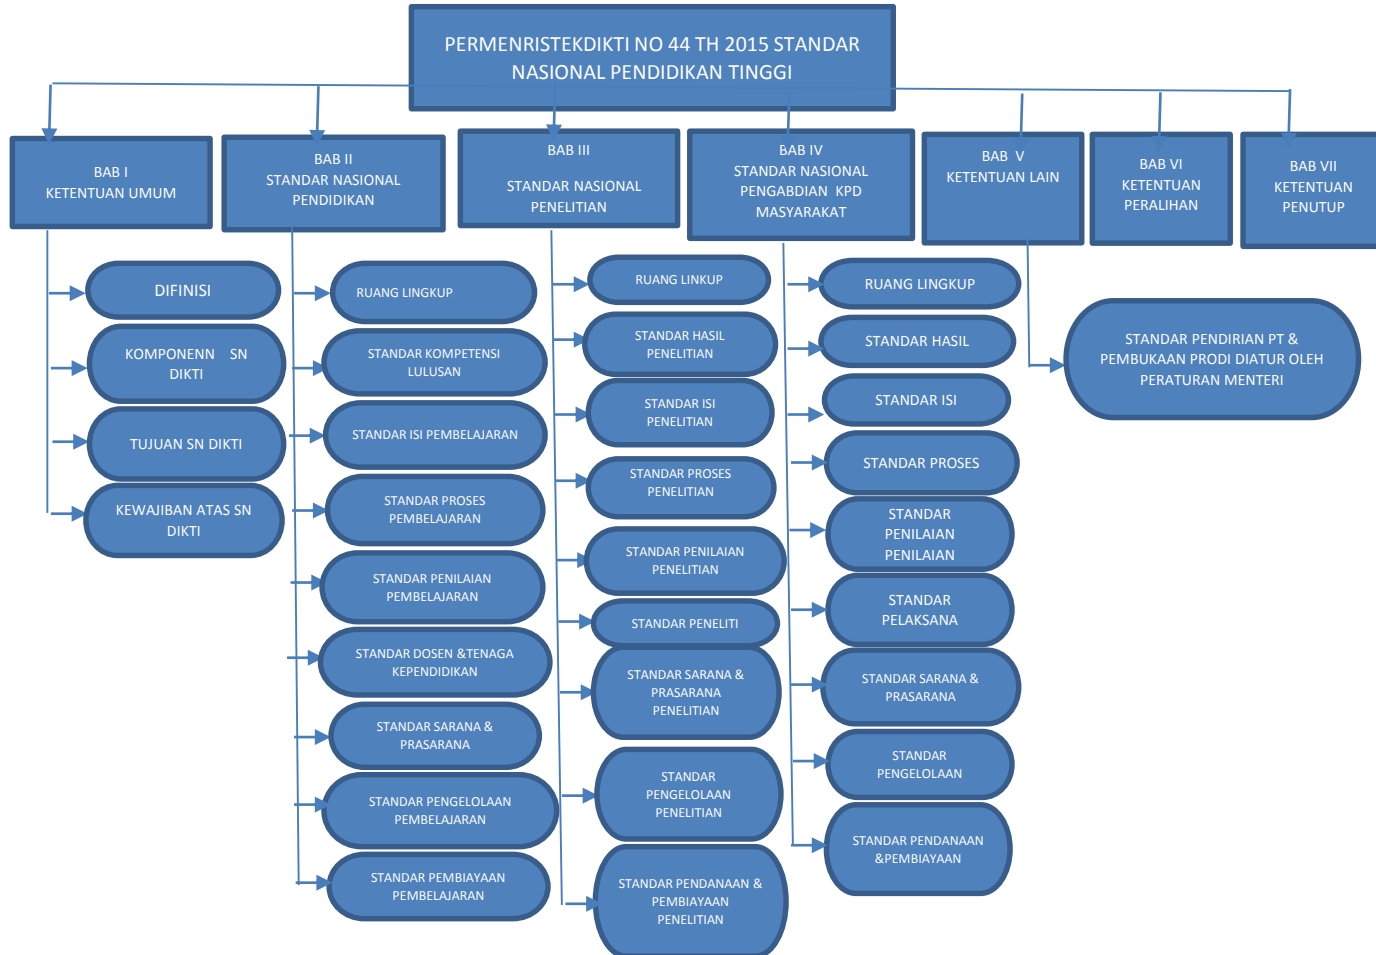 PERMENRISTEKDIKTI NO 44 TH 2015 STANDAR
NASIONAL PENDIDIKAN TINGGI
BAB I
KETENTUAN UMUM
BAB II
STANDAR NASIONAL
PENDIDIKAN
BAB III
STANDAR NASIONAL
PENELITIAN
BAB IV
STANDAR NASIONAL
PENGABDIAN KPD
MASYARAKAT
BAB V
KETENTUAN LAIN
BAB VI
KETENTUAN
PERALIHAN
BAB VII
KETENTUAN
PENUTUP
DIFINISI
KOMPONENN SN
DIKTI
TUJUAN SN DIKTI
KEWAJIBAN ATAS SN
DIKTI
RUANG LINGKUP
STANDAR KOMPETENSI
LULUSAN
STANDAR ISI PEMBELAJARAN
STANDAR PROSES
PEMBELAJARAN
STANDAR PENILAIAN
PEMBELAJARAN
STANDAR DOSEN &TENAGA
KEPENDIDIKAN
STANDAR SARANA &
PRASARANA
STANDAR PENGELOLAAN
PEMBELAJARAN
STANDAR PEMBIAYAAN
PEMBELAJARAN
RUANG LINKUP
STANDAR HASIL
PENELITIAN
STANDAR ISI
PENELITIAN
STANDAR PROSES
PENELITIAN
STANDAR PENILAIAN
PENELITIAN
STANDAR PENELITI
STANDAR SARANA &
PRASARANA
PENELITIAN
STANDAR
PENGELOLAAN
PENELITIAN
STANDAR PENDANAAN &
PEMBIAYAAN
PENELITIAN
RUANG LINGKUP
STANDAR HASIL
STANDAR ISI
STANDAR PROSES
STANDAR
PENILAIAN
PENILAIAN
STANDAR
PELAKSANA
STANDAR SARANA &
PRASARANA
STANDAR
PENGELOLAAN
STANDAR PENDANAAN
&PEMBIAYAAN
STANDAR PENDIRIAN PT &
PEMBUKAAN PRODI DIATUR OLEH
PERATURAN MENTERI